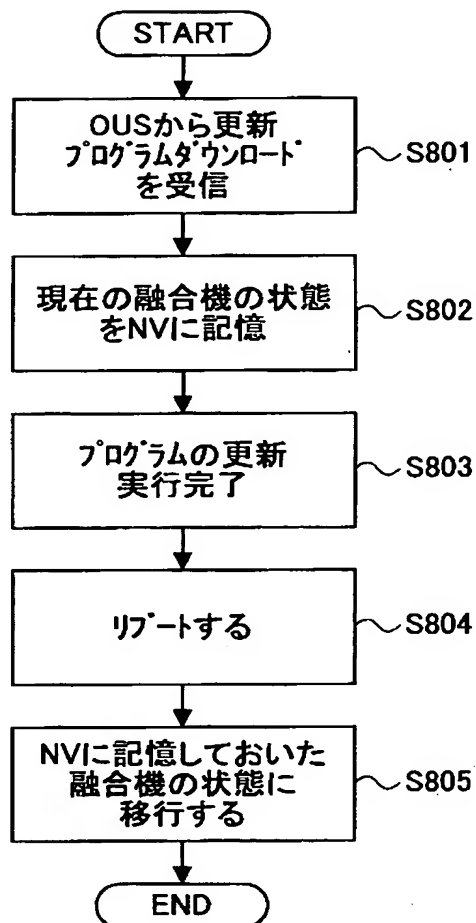 START
OUSから更新
プログラムダウンロード
を受信
S801
現在の融合機の状態
をNVに記憶
S802
プログラムの更新
実行完了
S803
リブートする
S804
NVに記憶しておいた
融合機の状態に
移行する
S805
END